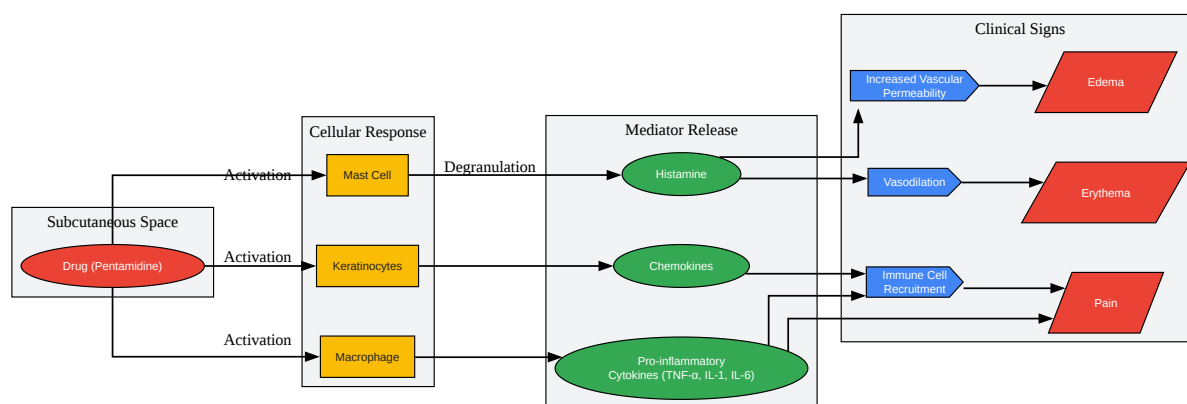 Subcutaneous Space
Drug (Pentamidine)
Activation
Activation
Activation
Cellular Response
Mast Cell
Keratinocytes
Macrophage
Degranulation
Mediator Release
Histamine
Chemokines
Pro-inflammatory
Cytokines (TNF-α, IL-1, IL-6)
Clinical Signs
Increased Vascular
Permeability
Edema
Vasodilation
Erythema
Immune Cell
Recruitment
Pain